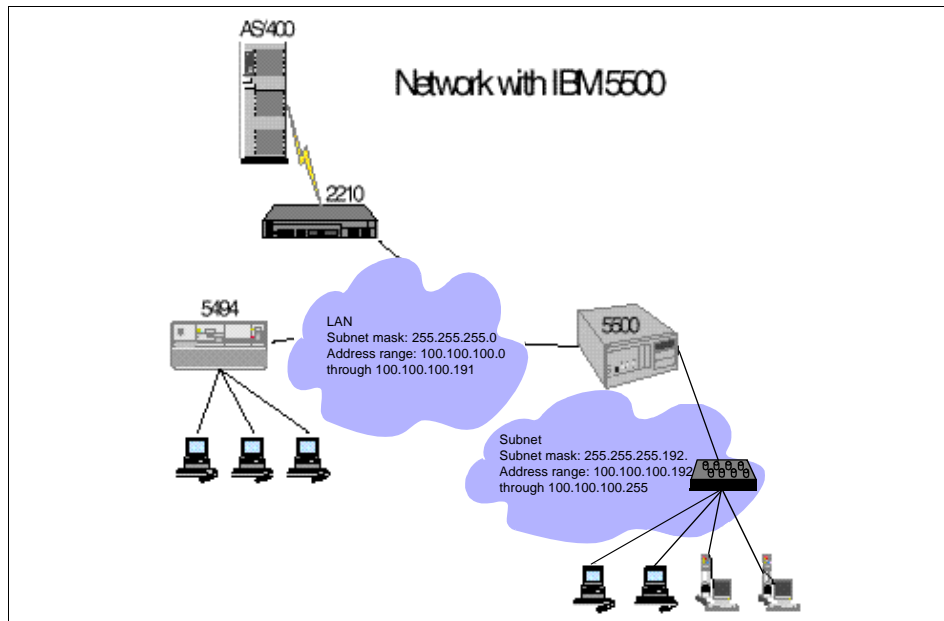 AS/400
Network with IBM 5500
2210
5494
LAN
Subnet mask: 255.255.255.0
Address range: 100.100.100.0
through 100.100.100.191
5500
Subnet
Subnet mask: 255.255.255.192.
Address range: 100.100.100.192
through 100.100.100.255